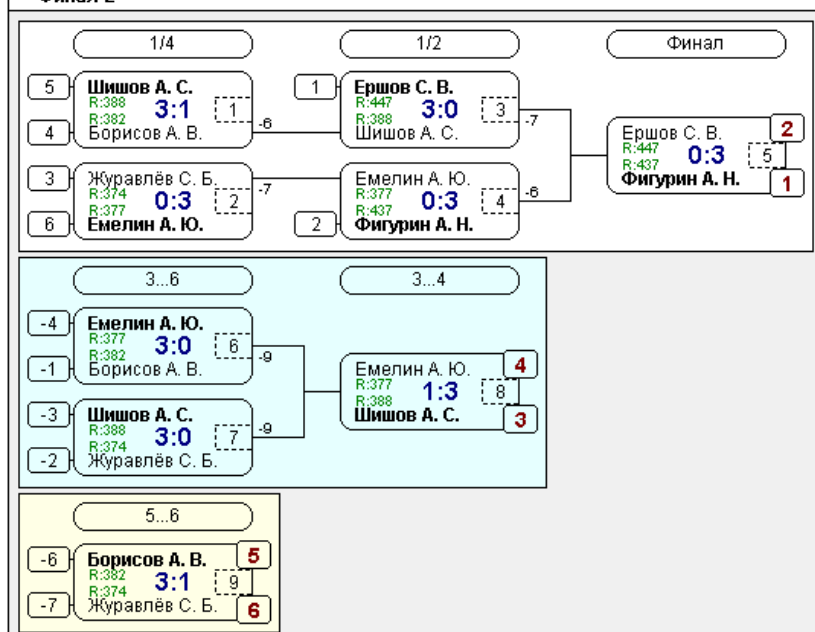 1/4 1/2 Финал
5 Шишов А. С. 1 Ершов С. В.
R:388 3:1 1 R:447 3:0 3
R:382 -6 R:388 -7
4 Борисов А. В. Шишов А. С. Ершов С. В. 2
R:447 0:3 5
R:437
3 Журавлёв С. Б. Емелин А. Ю. Фигурин А. Н. 1
R:374 0:3 2 -7 R:377 0:3 4 -6
R:377 R:437
6 Емелин А. Ю. 2 Фигурин А. Н.
3...6 3...4
-4 Емелин А. Ю.
R:377 3:0 6 -9
R:382
-1 Борисов А. В. Емелин А. Ю. 4
R:377 1:3 8
R:388
-3 Шишов А. С. Шишов А. С. 3
R:388 3:0 7 -9
R:374
-2 Журавлёв С. Б.
5...6
-6 Борисов А. В. 5
R:382 3:1 9
R:374
-7 Журавлёв С. Б. 6